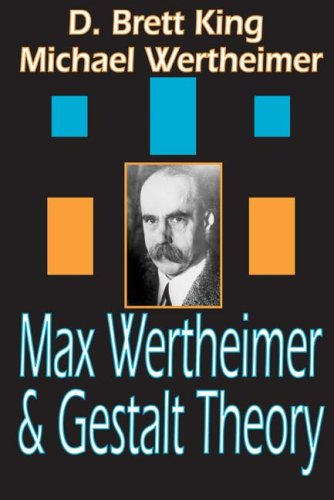 D. Brett King
Michael Wertheimer
Max Wertheimer
& Gestalt Theory